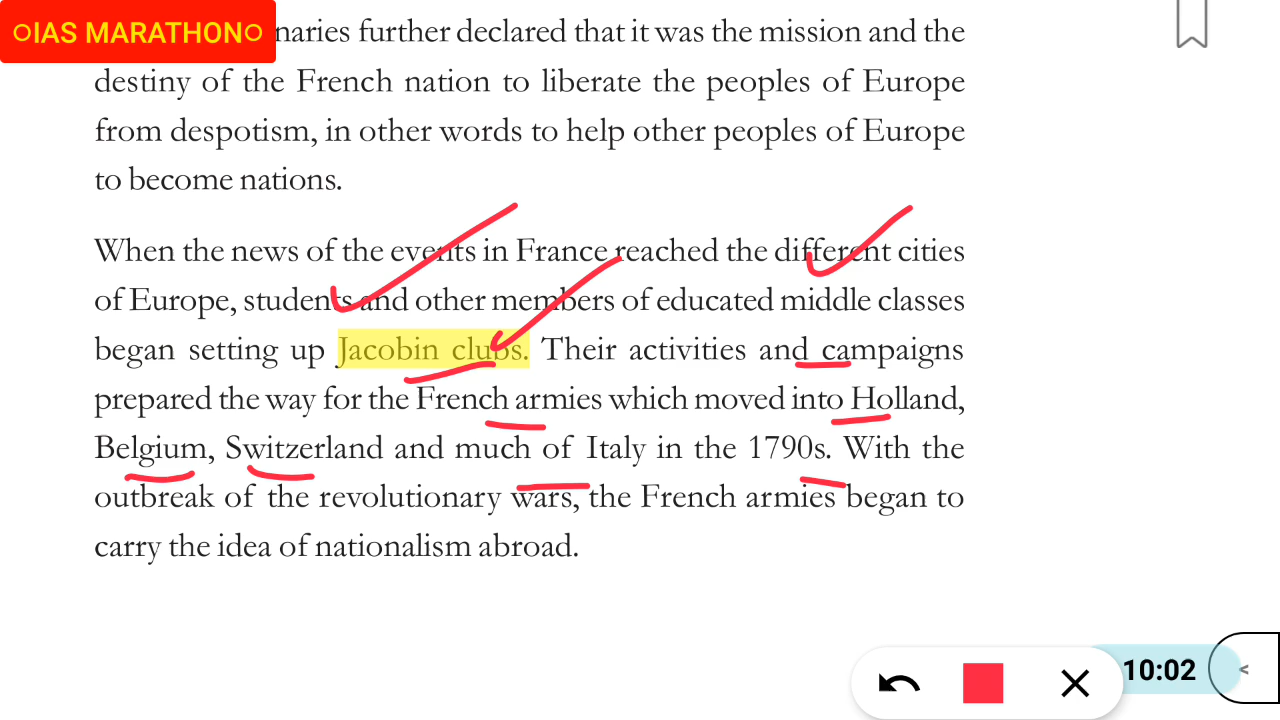 ○IAS MARATHON○
naries further declared that it was the mission and the
destiny of the French nation to liberate the peoples of Europe
from despotism, in other words to help other peoples of Europe
to become nations.
When the news of the events in France reached the different cities
of Europe, students and other members of educated middle classes
began setting up Jacobin clubs. Their activities and campaigns
prepared the way for the French armies which moved into Holland,
Belgium, Switzerland and much of Italy in the 1790s. With the
outbreak of the revolutionary wars, the French armies began to
carry the idea of nationalism abroad.
10:02
<